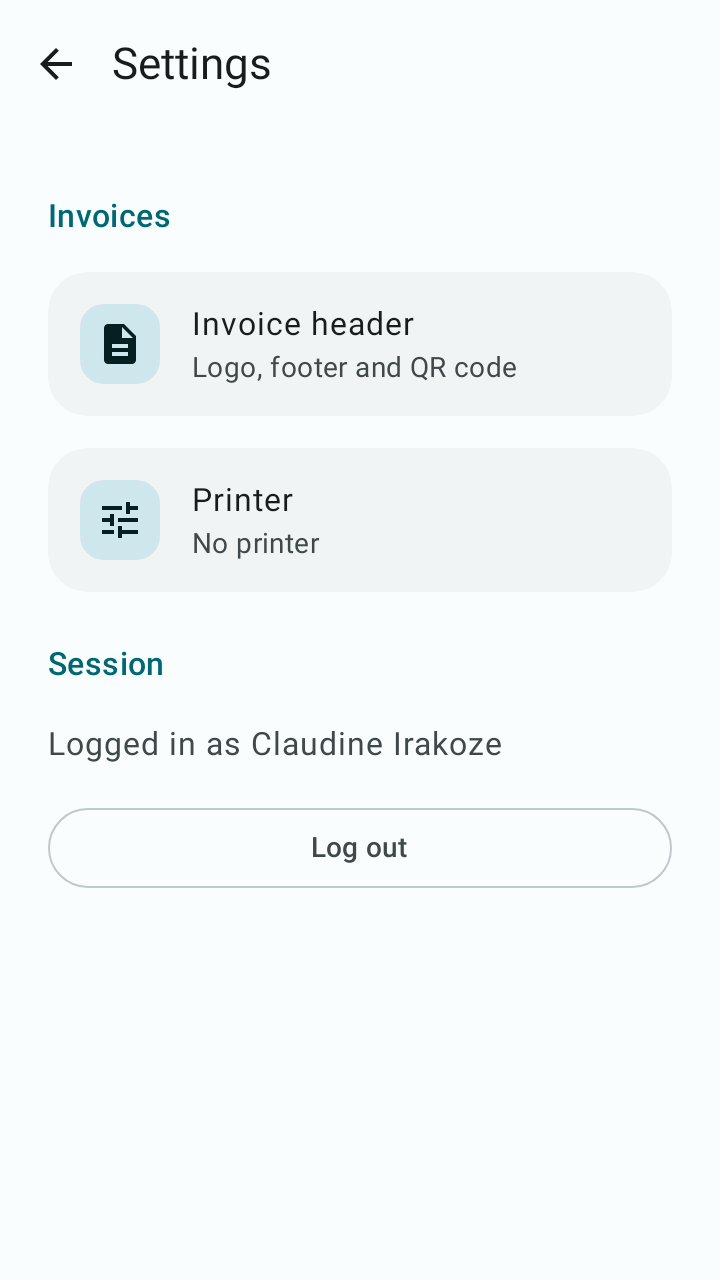 Settings
Invoices
Invoice header
Logo, footer and QR code
Printer
No printer
Session
Logged in as Claudine Irakoze
Log out